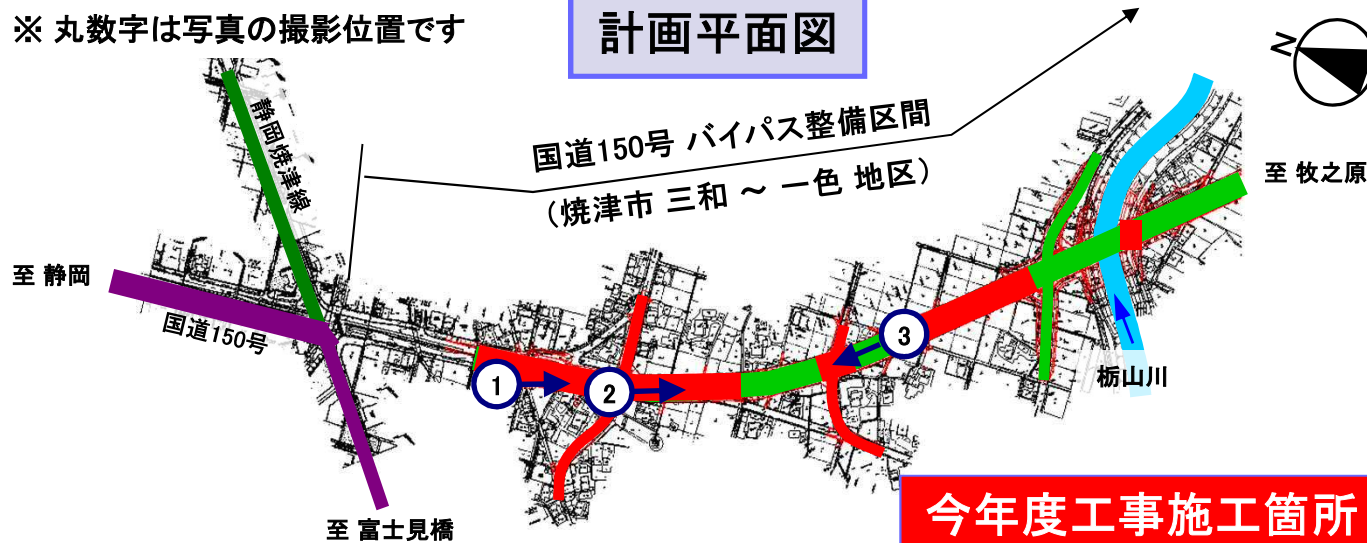 ※ 丸数字は写真の撮影位置です
計画平面図
N
静岡焼津線
国道150号 バイパス整備区間
(焼津市 三和 ～ 一色 地区)
至 牧之原
至 静岡
国道150号
3
1
2
栃山川
至 富士見橋
今年度工事施工箇所